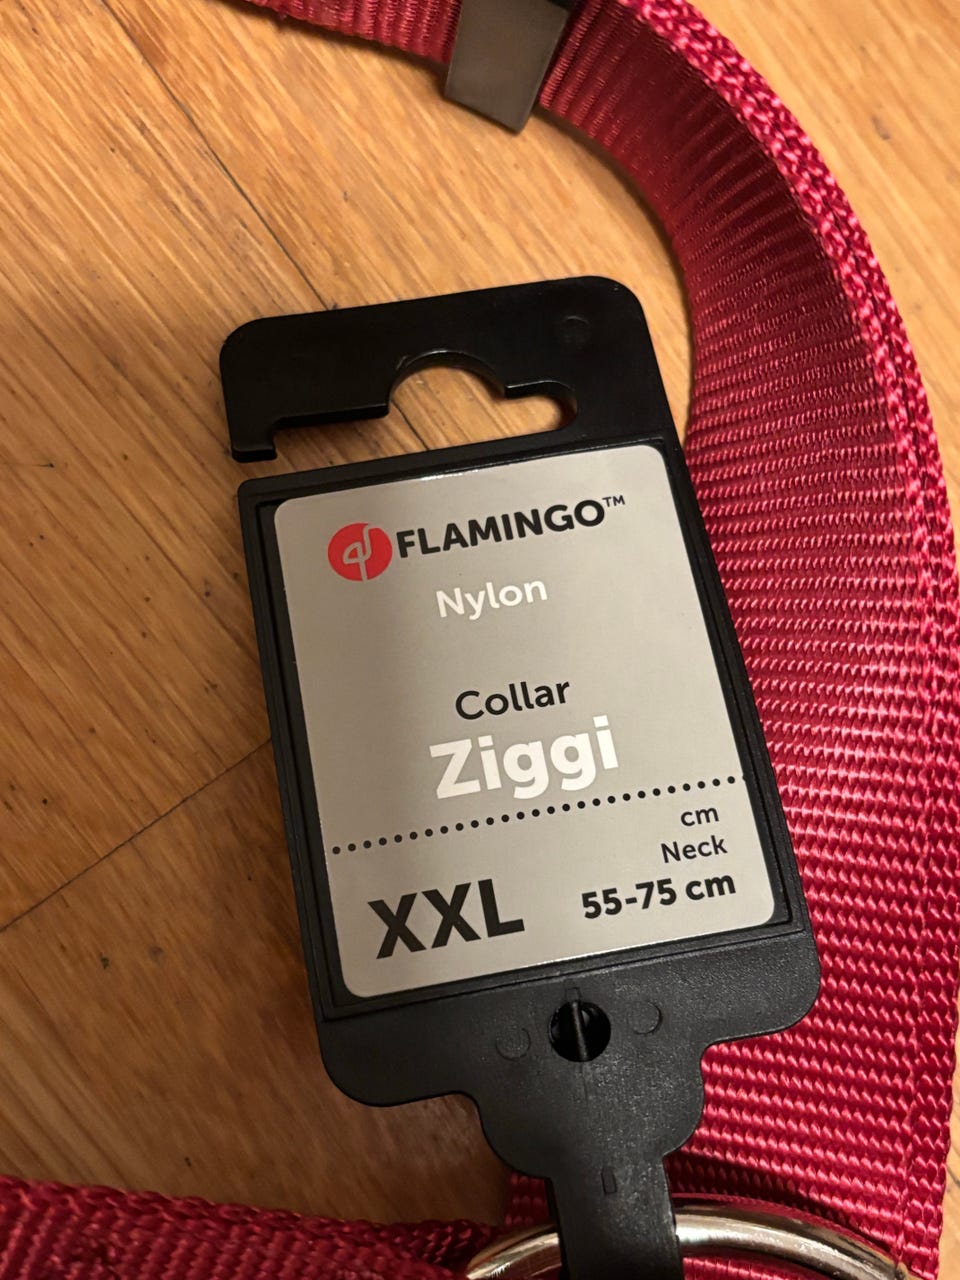 FLAMINGO™
Nylon
Collar
Ziggi
cm
Neck
XXL 55-75 cm